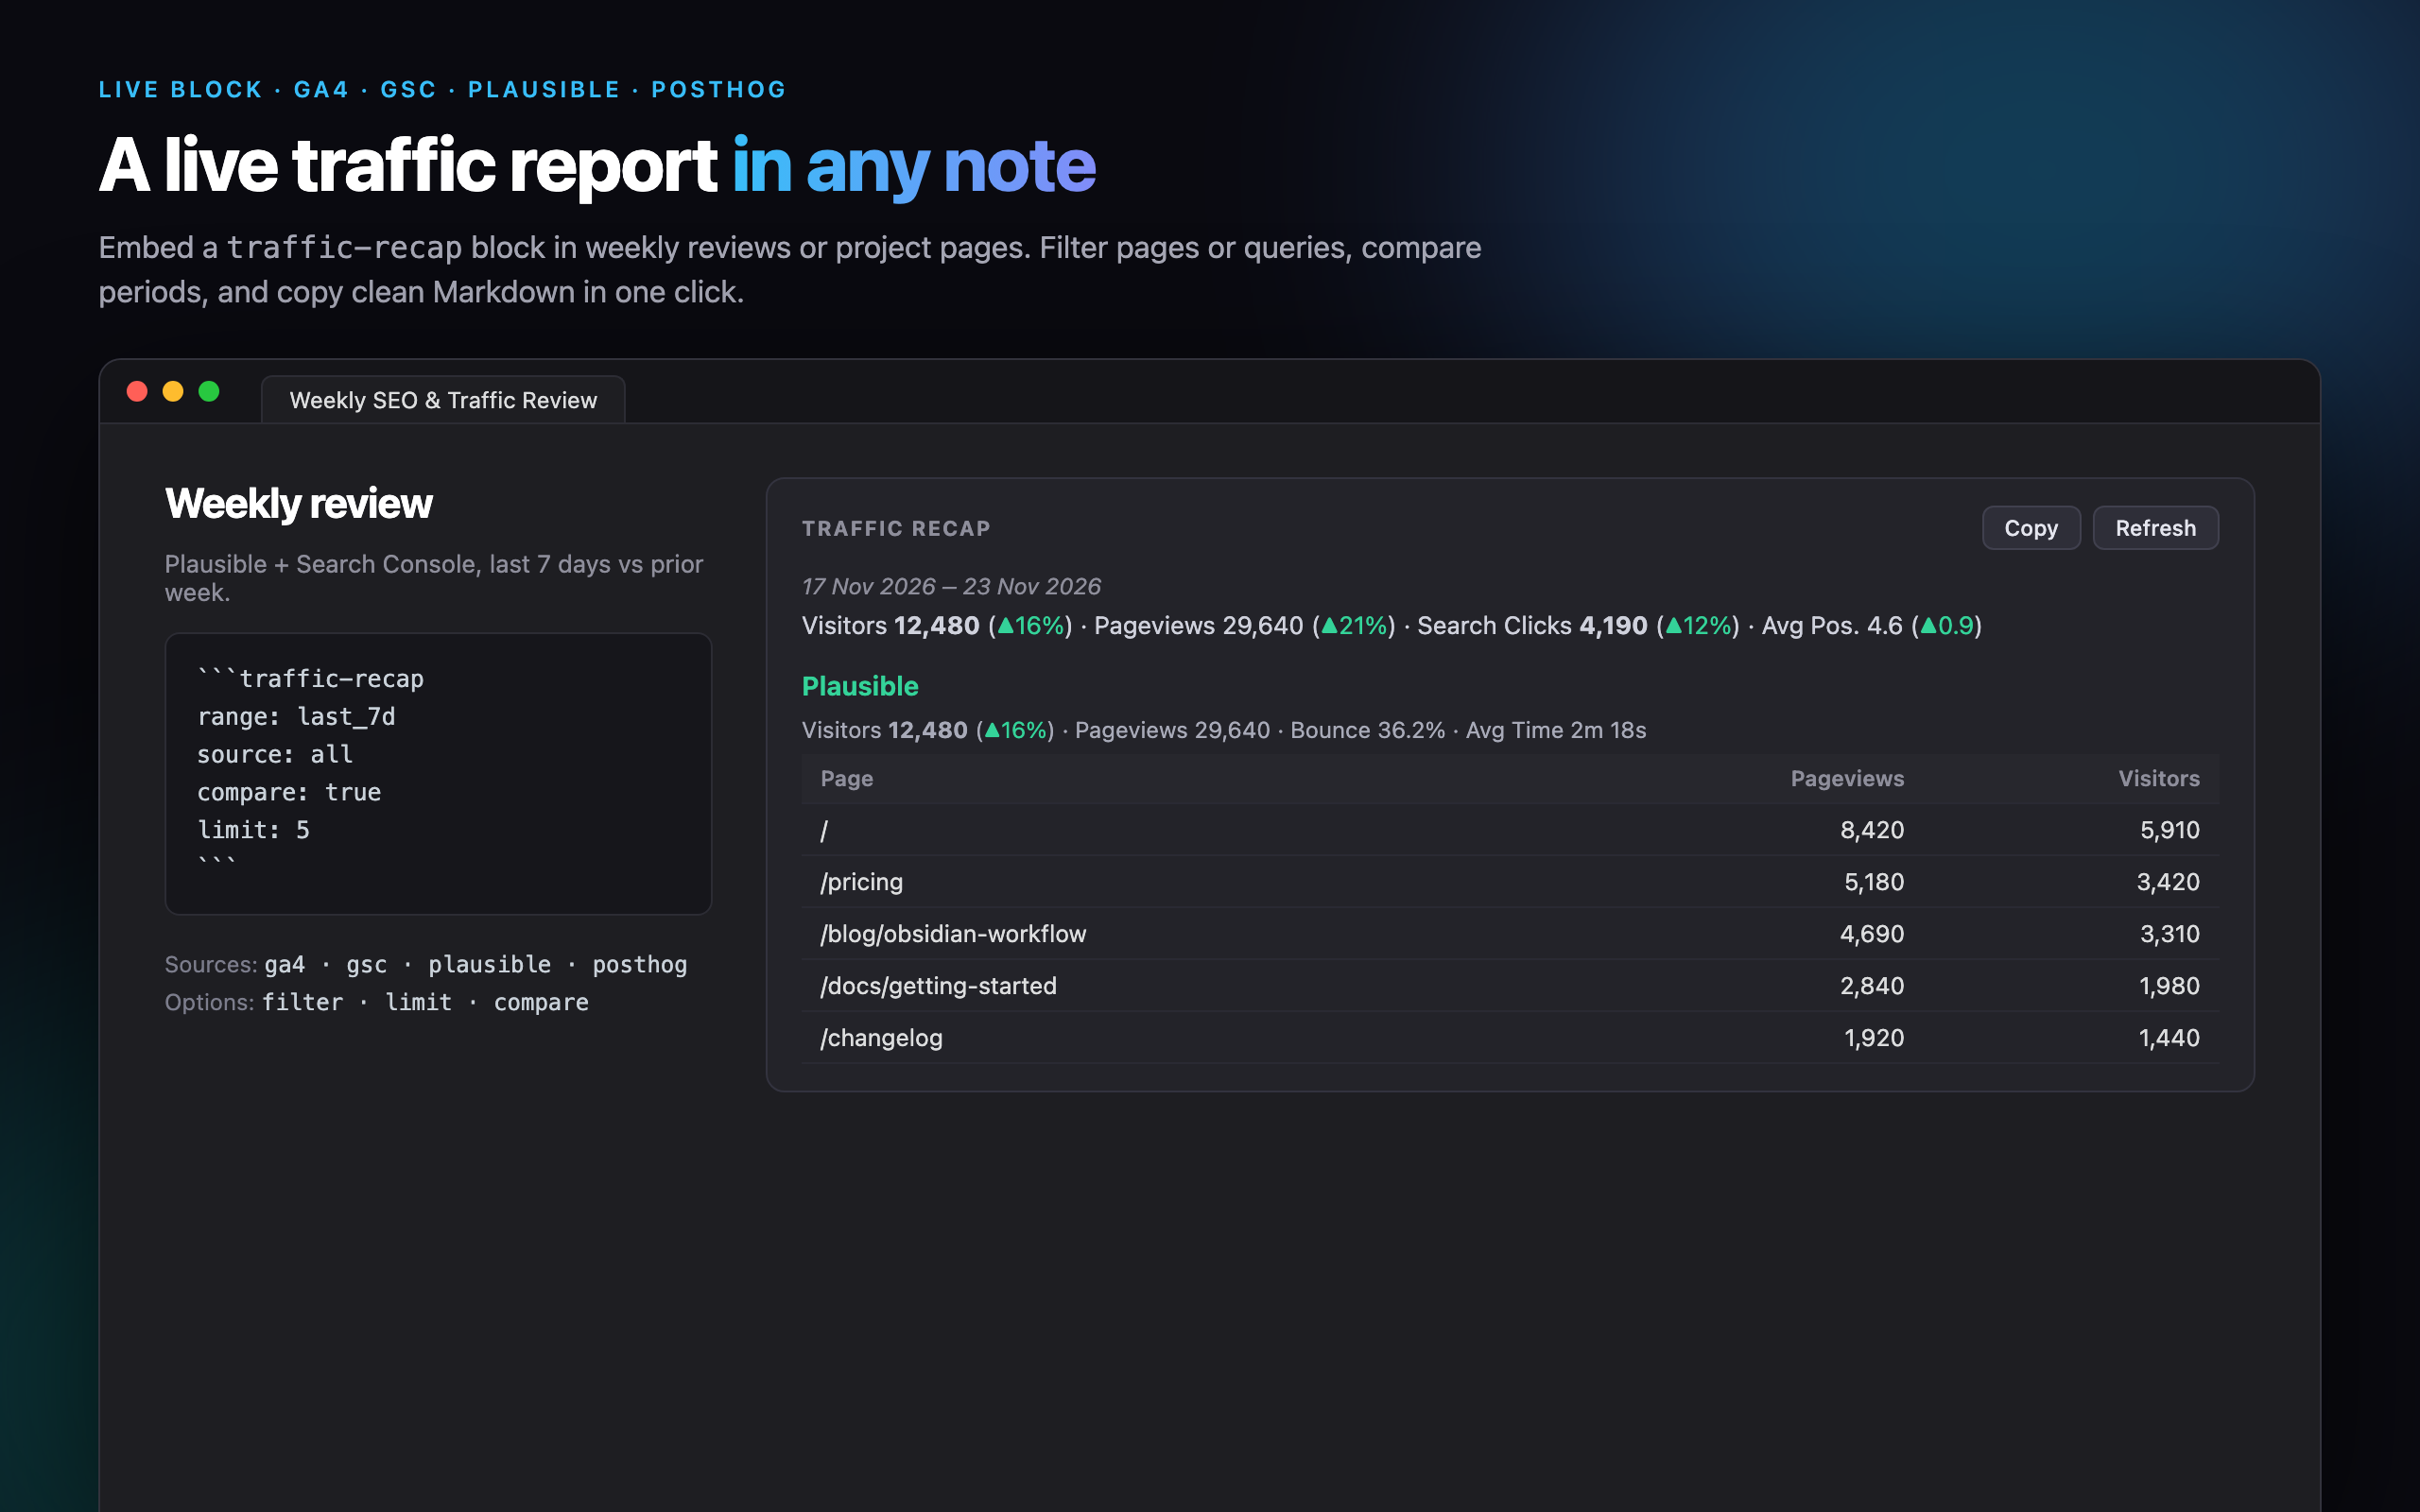 LIVE BLOCK · GA4 · GSC · PLAUSIBLE · POSTHOG
A live traffic report in any note
Embed a traffic-recap block in weekly reviews or project pages. Filter pages or queries, compare
periods, and copy clean Markdown in one click.
Weekly SEO & Traffic Review
Weekly review
Plausible + Search Console, last 7 days vs prior
week.
```traffic-recap
range: last_7d
source: all
compare: true
limit: 5
```
Sources: ga4 · gsc · plausible · posthog
Options: filter · limit · compare
TRAFFIC RECAP
Copy
Refresh
17 Nov 2026 – 23 Nov 2026
Visitors 12,480 (▲16%) · Pageviews 29,640 (▲21%) · Search Clicks 4,190 (▲12%) · Avg Pos. 4.6 (▲0.9)
Plausible
Visitors 12,480 (▲16%) · Pageviews 29,640 · Bounce 36.2% · Avg Time 2m 18s
Page Pageviews Visitors
/ 8,420 5,910
/pricing 5,180 3,420
/blog/obsidian-workflow 4,690 3,310
/docs/getting-started 2,840 1,980
/changelog 1,920 1,440